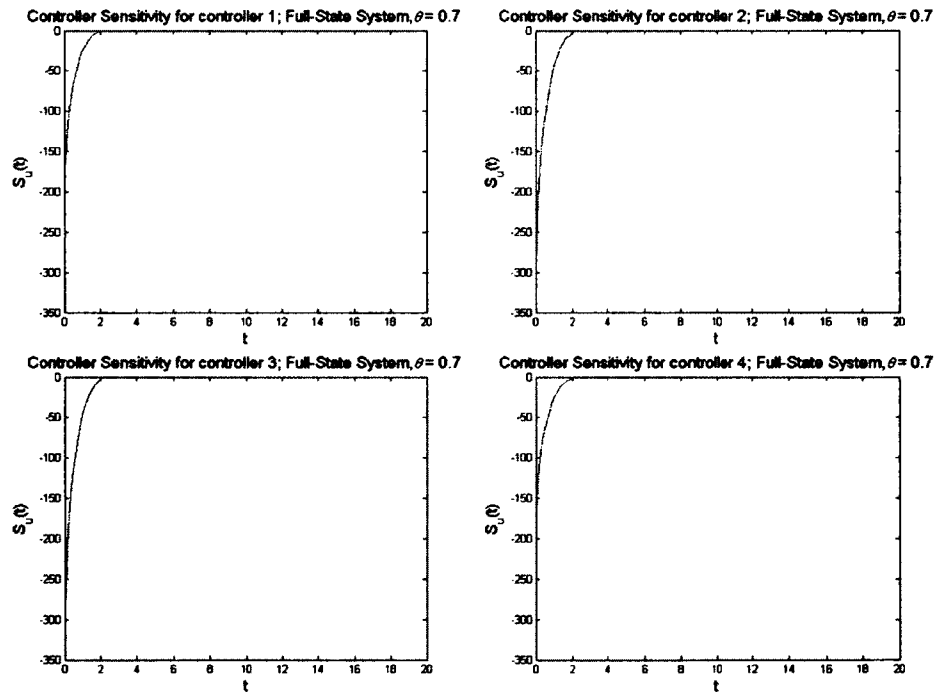 Controller Sensitivity for controller 1; Full-State System, θ = 0.7
0
-50
-100
-150
-200
-250
-300
-350
S_u(t)
0 2 4 6 8 10 12 14 16 18 20
t
Controller Sensitivity for controller 2; Full-State System, θ = 0.7
0
-50
-100
-150
-200
-250
-300
-350
S_u(t)
0 2 4 6 8 10 12 14 16 18 20
t
Controller Sensitivity for controller 3; Full-State System, θ = 0.7
0
-50
-100
-150
-200
-250
-300
-350
S_u(t)
0 2 4 6 8 10 12 14 16 18 20
t
Controller Sensitivity for controller 4; Full-State System, θ = 0.7
0
-50
-100
-150
-200
-250
-300
-350
S_u(t)
0 2 4 6 8 10 12 14 16 18 20
t